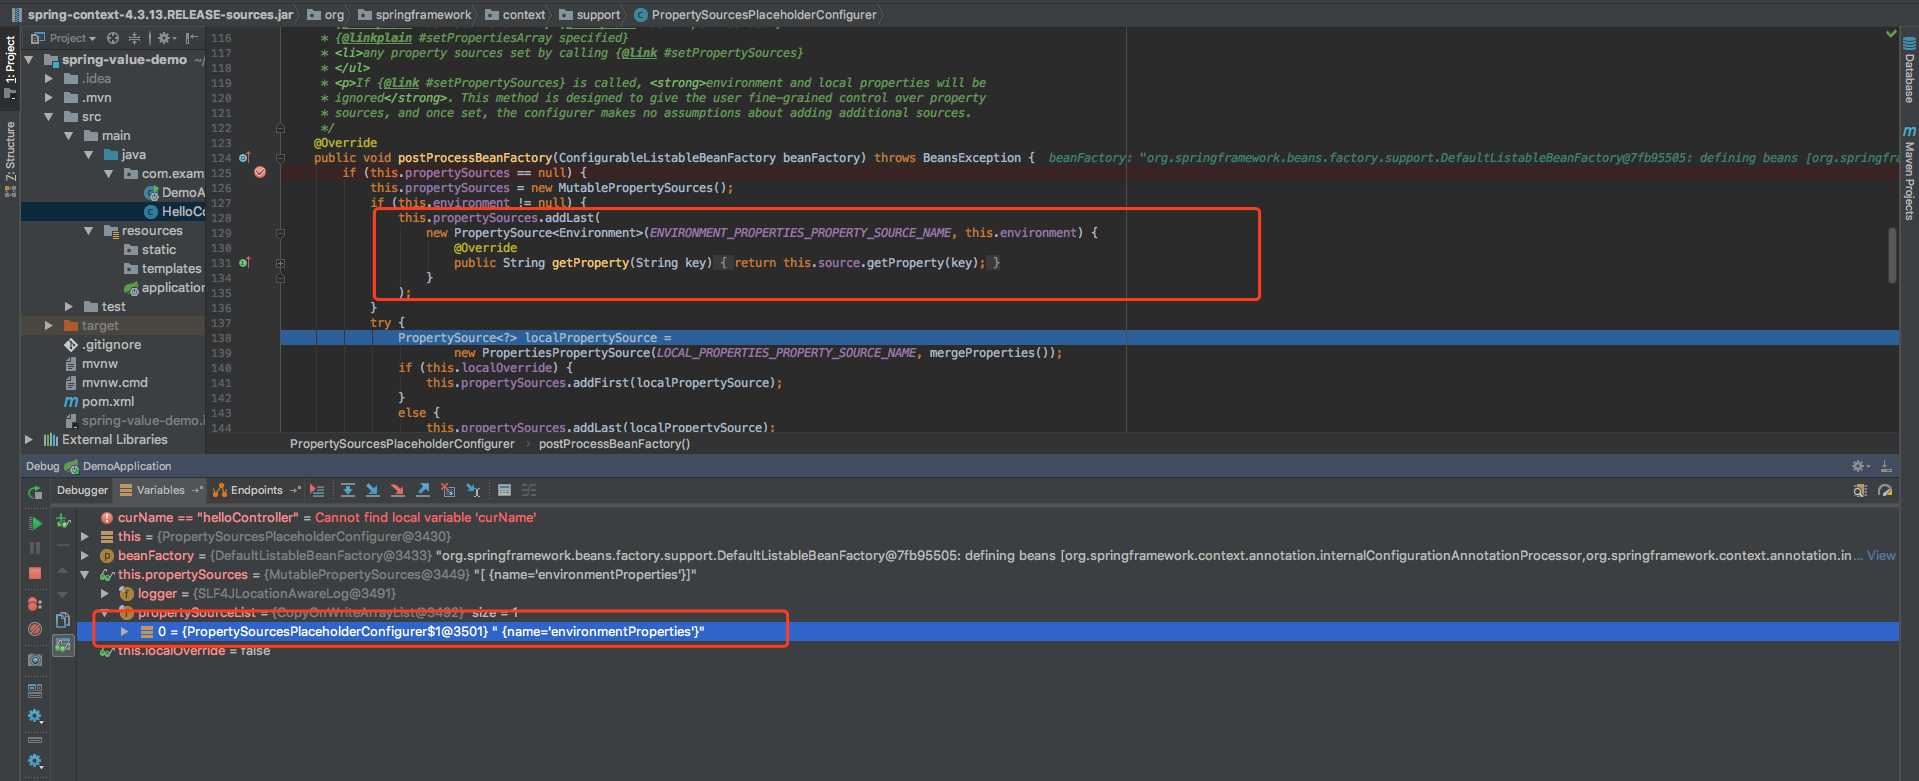 spring-context-4.3.13.RELEASE-sources.jar org springframework context support PropertySourcesPlaceholderConfigurer
1: Project
Z: Structure
Project
spring-value-demo ~/
.idea
.mvn
src
main
java
com.exam
DemoA
HelloCo
resources
static
templates
application
test
target
.gitignore
mvnw
mvnw.cmd
pom.xml
spring-value-demo.i
External Libraries
116 * {@linkplain #setPropertiesArray specified}
117 * <li>any property sources set by calling {@link #setPropertySources}
118 * </ul>
119 * <p>If {@link #setPropertySources} is called, <strong>environment and local properties will be
120 * ignored</strong>. This method is designed to give the user fine-grained control over property
121 * sources, and once set, the configurer makes no assumptions about adding additional sources.
122 */
123 @Override
124 public void postProcessBeanFactory(ConfigurableListableBeanFactory beanFactory) throws BeansException { beanFactory: "org.springframework.beans.factory.support.DefaultListableBeanFactory@7fb95505: defining beans [org.springfra
125 if (this.propertySources == null) {
126 this.propertySources = new MutablePropertySources();
127 if (this.environment != null) {
128 this.propertySources.addLast(
129 new PropertySource<Environment>(ENVIRONMENT_PROPERTIES_PROPERTY_SOURCE_NAME, this.environment) {
130 @Override
131 public String getProperty(String key) { return this.source.getProperty(key); }
134 }
135 );
136 }
137 try {
138 PropertySource<?> localPropertySource =
139 new PropertiesPropertySource(LOCAL_PROPERTIES_PROPERTY_SOURCE_NAME, mergeProperties());
140 if (this.localOverride) {
141 this.propertySources.addFirst(localPropertySource);
142 }
143 else {
144 this.propertySources.addLast(localPropertySource);
PropertySourcesPlaceholderConfigurer › postProcessBeanFactory()
Database
m Maven Projects
Debug DemoApplication
Debugger Variables Endpoints
curName == "helloController" = Cannot find local variable 'curName'
this = {PropertySourcesPlaceholderConfigurer@3430}
beanFactory = {DefaultListableBeanFactory@3433} "org.springframework.beans.factory.support.DefaultListableBeanFactory@7fb95505: defining beans [org.springframework.context.annotation.internalConfigurationAnnotationProcessor,org.springframework.context.annotation.in... View
this.propertySources = {MutablePropertySources@3449} "[ {name='environmentProperties'}]"
logger = {SLF4JLocationAwareLog@3491}
propertySourceList = {CopyOnWriteArrayList@3492} size = 1
0 = {PropertySourcesPlaceholderConfigurer$1@3501} " {name='environmentProperties'}"
this.localOverride = false